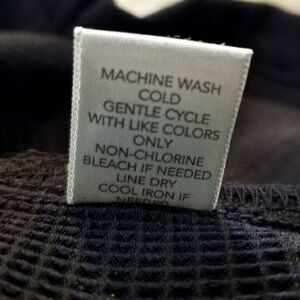 MACHINE WASH
COLD
GENTLE CYCLE
WITH LIKE COLORS
ONLY
NON-CHLORINE
BLEACH IF NEEDED
LINE DRY
COOL IRON IF
NEEDED